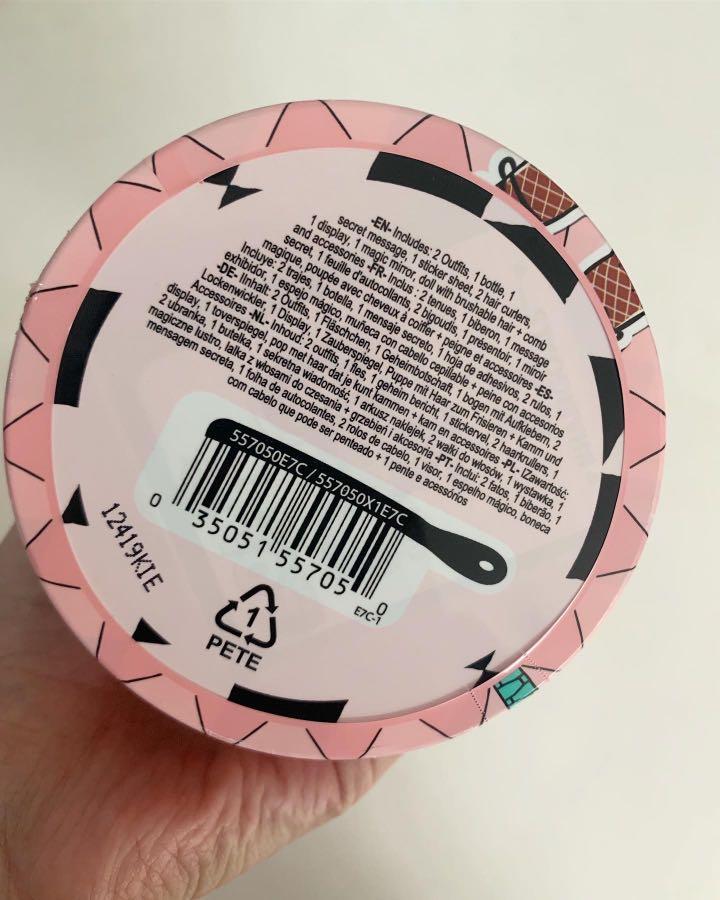 -EN- Includes: 2 Outfits, 1 bottle, 1
secret message, 1 sticker sheet, 2 hair curlers,
1 display, 1 magic mirror, doll with brushable hair + comb
and accessories -FR- Inclut : 2 tenues, 1 biberon, 1 message
secret, 1 feuille d'autocollants, 2 bigoutis, 1 présentoir, 1 miroir
magique, poupée avec cheveux à coiffer, peigne et accessoires -ES-
Incluye: 2 trajes, 1 botella, 1 mensaje secreto, 1 hoja de adhesivos, 2 rulos, 1
exhibidor, 1 espejo mágico, muñeca con cabello cepillable + peine con accesorios
-DE- IInhalt: 2 Outfits, 1 Fläschchen, 1 Geheimbotschaft, 1 bogen mit Aufklebern, 2
Lockenwickler, 1 Display, 1 Zauberspiegel, Puppe mit Haar zum Frisieren + Kamm und
Accessoires -NL- Inhoud: 2 outfits, 1 fles, 1 geheim bericht, 1 stickervel, 2 haarkrullers, 1
display, 1 toverspiegel, pop met haar dat je kunt kammen + kam en accessoires -PL- IZawartość:
2 ubranka, 1 butelka, 1 sekretna wiadomość, 1 arkusz naklejek, 2 wałki do włosów, 1 wystawka, 1
magiczne lustro, lalka z włosami do czesania + grzebień i akcesoria -PT- Inclui: 2 fatos, 1 biberão, 1
mensagem secreta, 1 folha de autocolantes, 2 rolos de cabelo, 1 visor, 1 espelho mágico, boneca
com cabelo que pode ser penteado + 1 pente e acessórios
557050E7C / 557050X1E7C
0 35051 55705 0
E7C-1
12419KIE
1
PETE